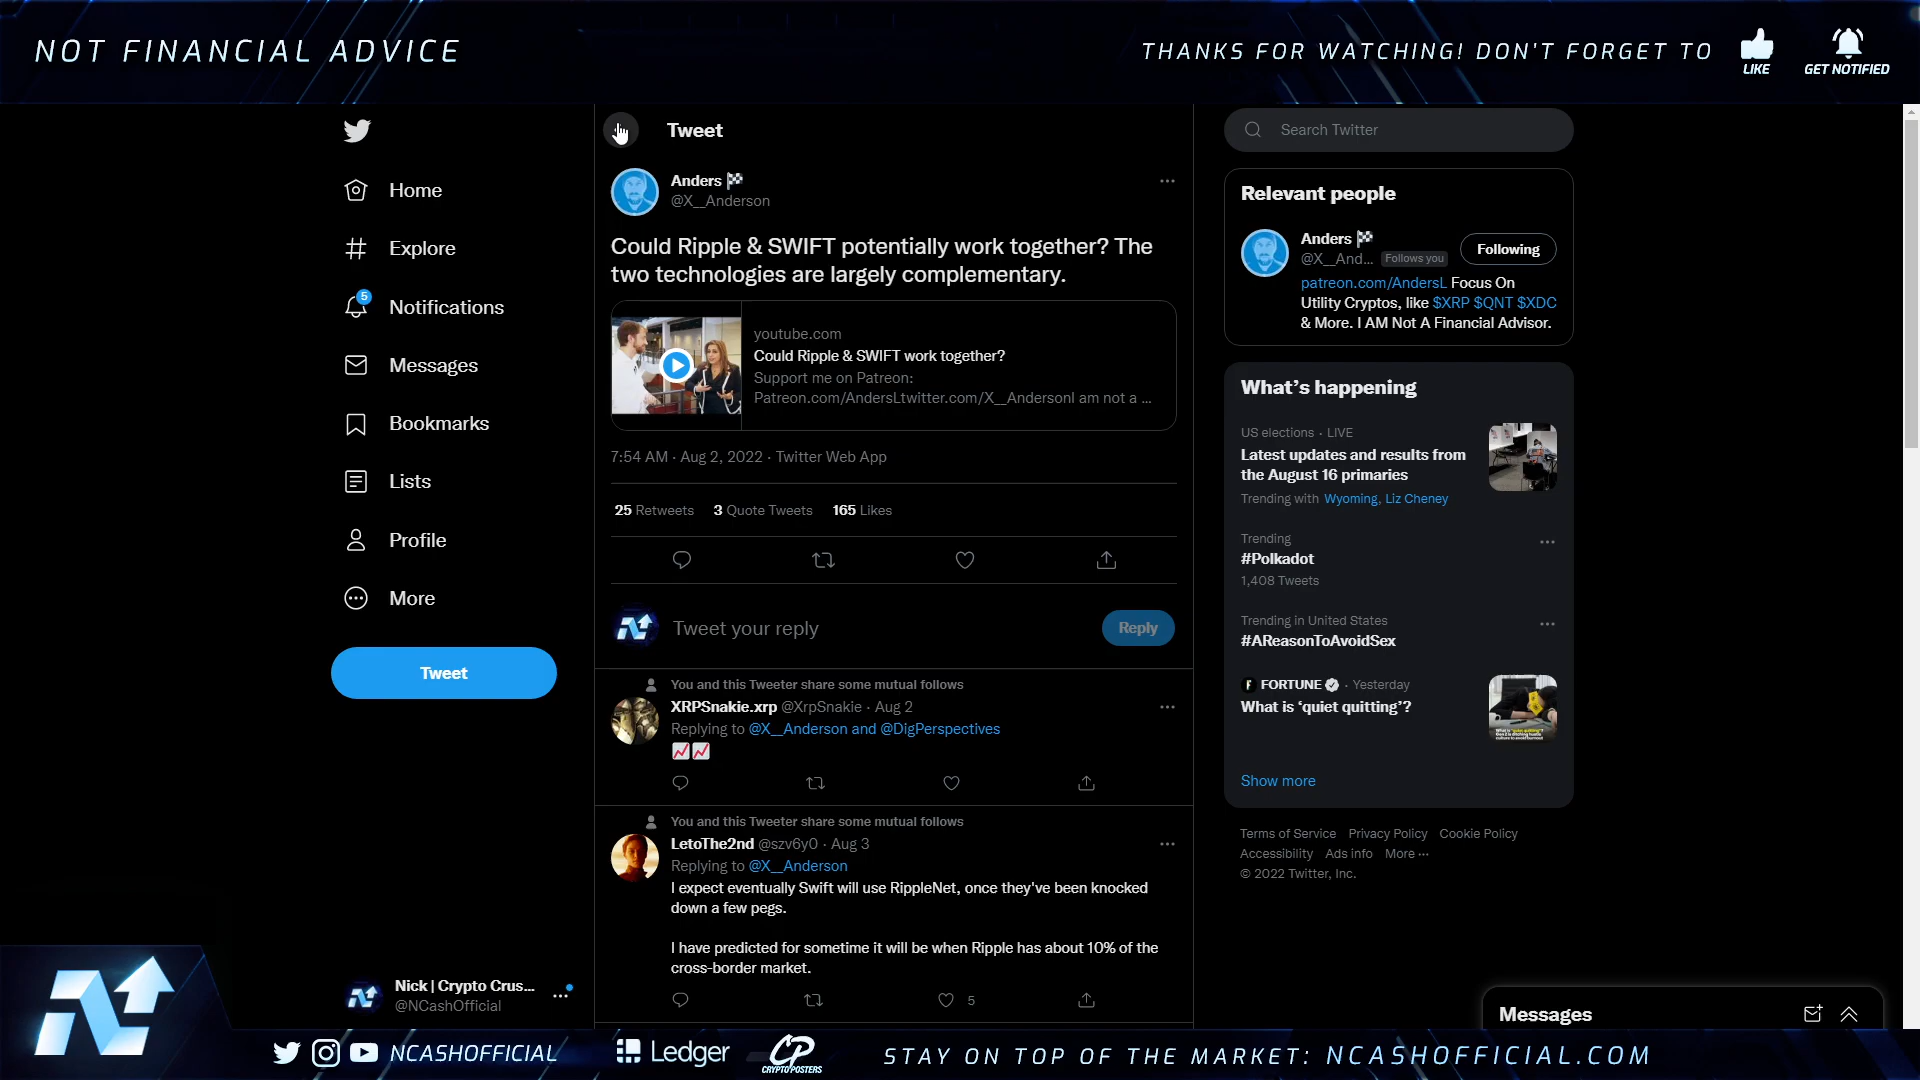 NOT FINANCIAL ADVICE
THANKS FOR WATCHING! DON'T FORGET TO
LIKE
GET NOTIFIED
Home
Explore
5
Notifications
Messages
Bookmarks
Lists
Profile
More
Tweet
Nick | Crypto Crus...
@NCashOfficial
Tweet
Anders
@X__Anderson
Could Ripple & SWIFT potentially work together? The
two technologies are largely complementary.
youtube.com
Could Ripple & SWIFT work together?
Support me on Patreon:
Patreon.com/AndersLtwitter.com/X__AndersonI am not a ...
7:54 AM · Aug 2, 2022 · Twitter Web App
25 Retweets 3 Quote Tweets 165 Likes
Tweet your reply
Reply
You and this Tweeter share some mutual follows
XRPSnakie.xrp @XrpSnakie · Aug 2
Replying to @X__Anderson and @DigPerspectives
You and this Tweeter share some mutual follows
LetoThe2nd @szv6y0 · Aug 3
Replying to @X__Anderson
I expect eventually Swift will use RippleNet, once they've been knocked
down a few pegs.
I have predicted for sometime it will be when Ripple has about 10% of the
cross-border market.
5
Search Twitter
Relevant people
Anders
@X__And... Follows you
Following
patreon.com/AndersL Focus On
Utility Cryptos, like $XRP $QNT $XDC
& More. I AM Not A Financial Advisor.
What's happening
US elections · LIVE
Latest updates and results from
the August 16 primaries
Trending with Wyoming, Liz Cheney
Trending
#Polkadot
1,408 Tweets
Trending in United States
#AReasonToAvoidSex
FORTUNE · Yesterday
What is 'quiet quitting'?
Show more
Terms of Service Privacy Policy Cookie Policy
Accessibility Ads info More ...
© 2022 Twitter, Inc.
Messages
NCASHOFFICIAL
Ledger
CP
CRYPTO POSTERS
STAY ON TOP OF THE MARKET: NCASHOFFICIAL.COM